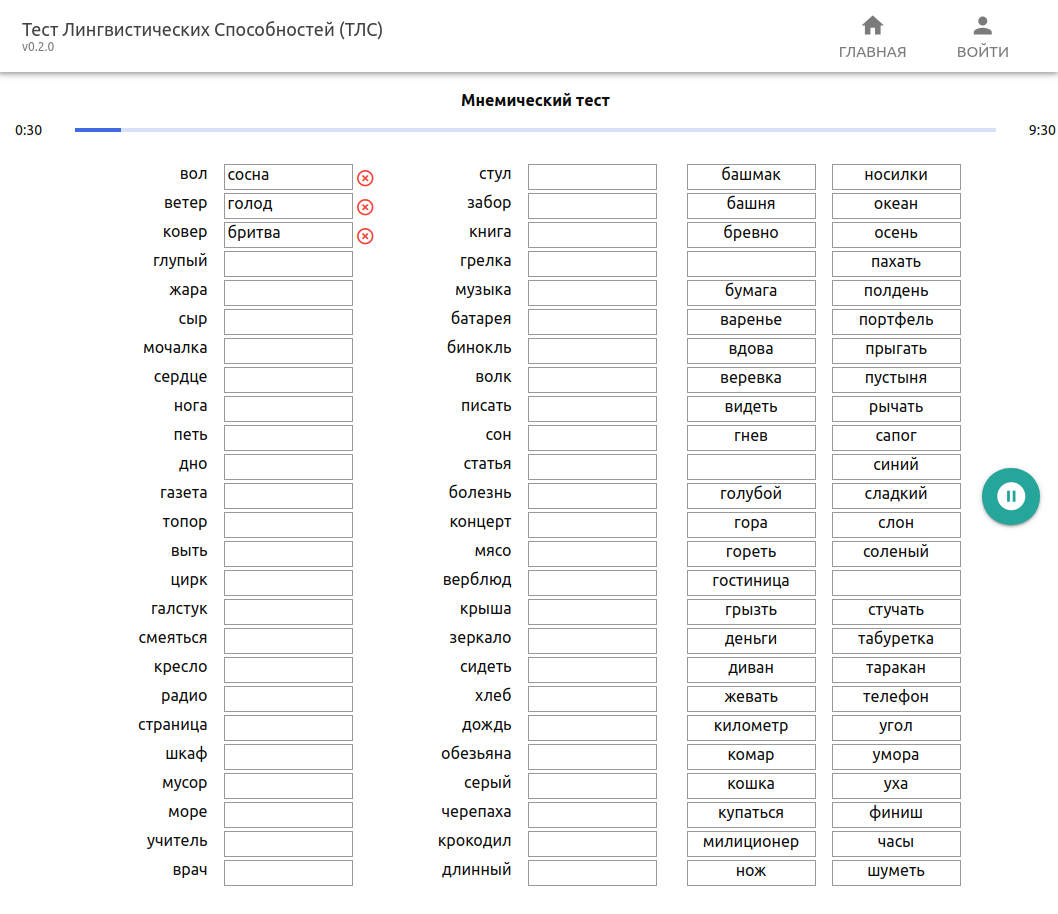 Тест Лингвистических Способностей (ТЛС)
v0.2.0
ГЛАВНАЯ ВОЙТИ
Мнемический тест
0:30 9:30
вол сосна стул башмак носилки
ветер голод забор башня океан
ковер бритва книга бревно осень
глупый грелка пахать
жара музыка бумага полдень
сыр батарея варенье портфель
мочалка бинокль вдова прыгать
сердце волк веревка пустыня
нога писать видеть рычать
петь сон гнев сапог
дно статья синий
газета болезнь голубой сладкий
топор концерт гора слон
выть мясо гореть соленый
цирк верблюд гостиница
галстук крыша грызть стучать
смеяться зеркало деньги табуретка
кресло сидеть диван таракан
радио хлеб жевать телефон
страница дождь километр угол
шкаф обезьяна комар умора
мусор серый кошка уха
море черепаха купаться финиш
учитель крокодил милиционер часы
врач длинный нож шуметь